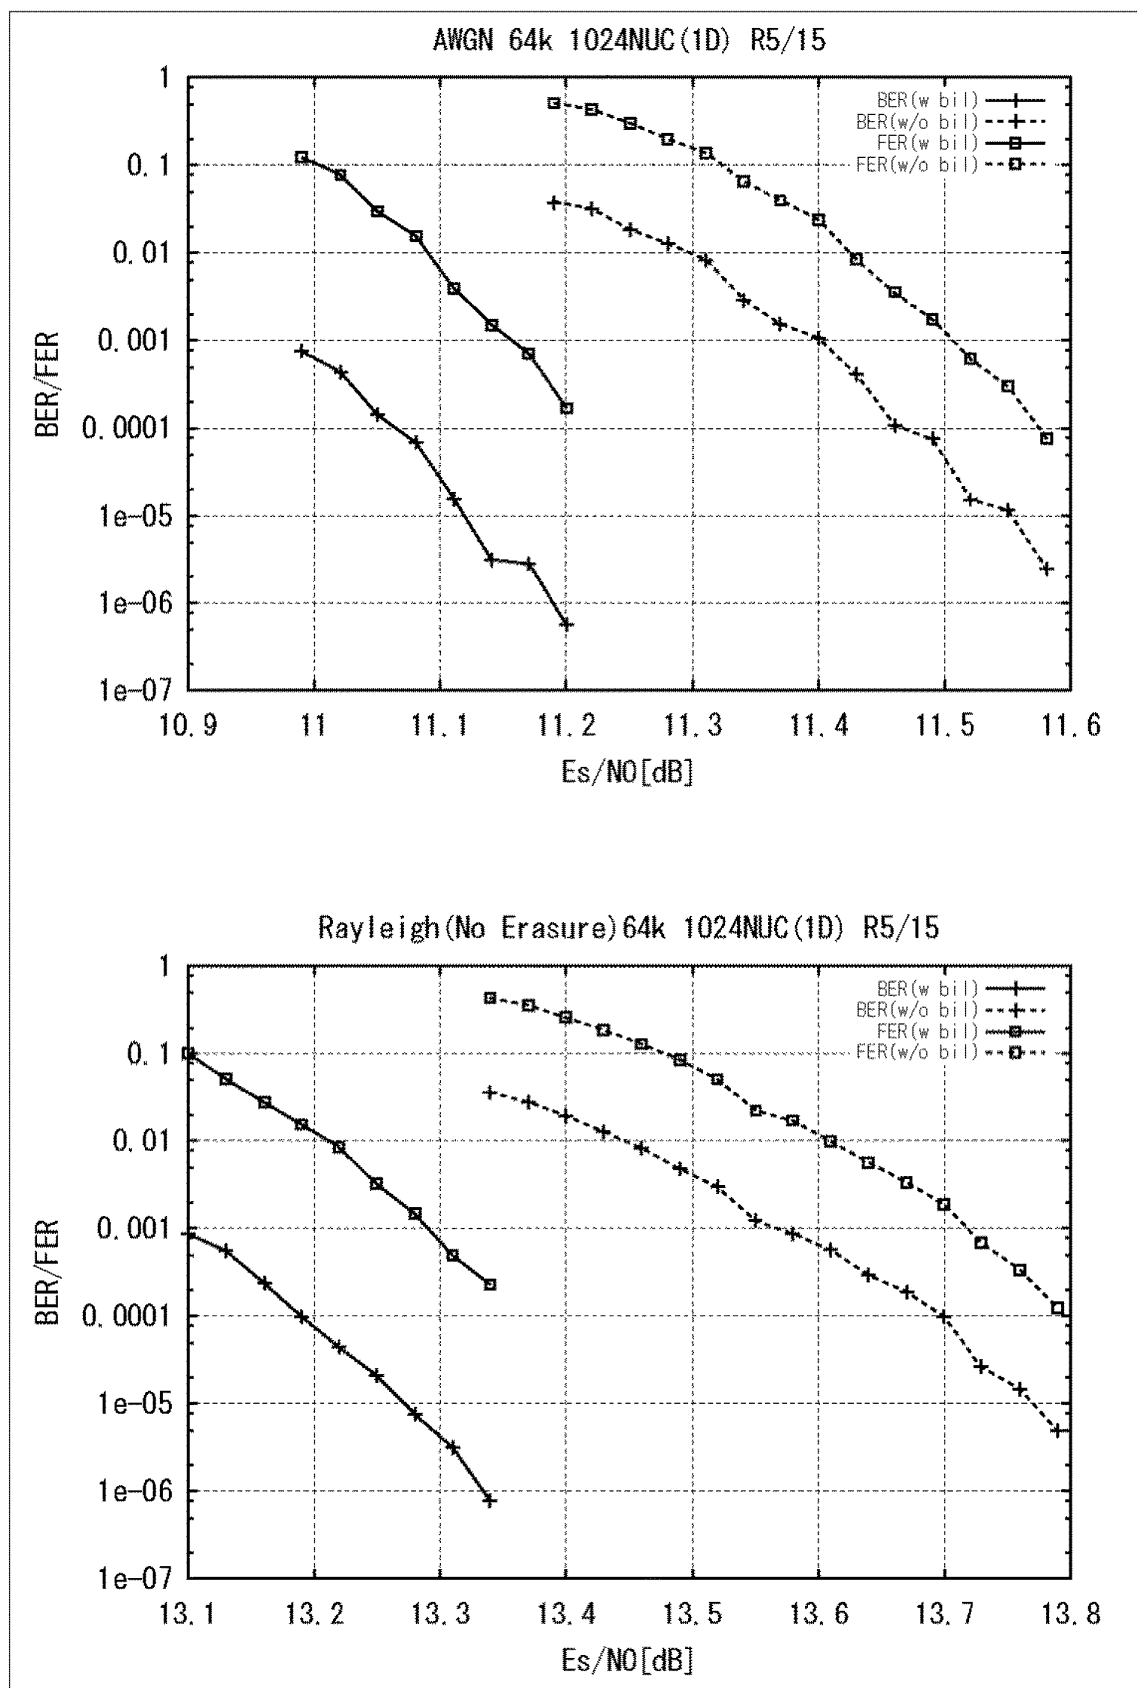 AWGN 64k 1024NUC(1D) R5/15
1
BER(w bil)
BER(w/o bil)
FER(w bil)
FER(w/o bil)
0.1
0.01
0.001
0.0001
1e-05
1e-06
1e-07
BER/FER
10.9 11 11.1 11.2 11.3 11.4 11.5 11.6
Es/N0[dB]
Rayleigh(No Erasure)64k 1024NUC(1D) R5/15
1
BER(w bil)
BER(w/o bil)
FER(w bil)
FER(w/o bil)
0.1
0.01
0.001
0.0001
1e-05
1e-06
1e-07
BER/FER
13.1 13.2 13.3 13.4 13.5 13.6 13.7 13.8
Es/N0[dB]